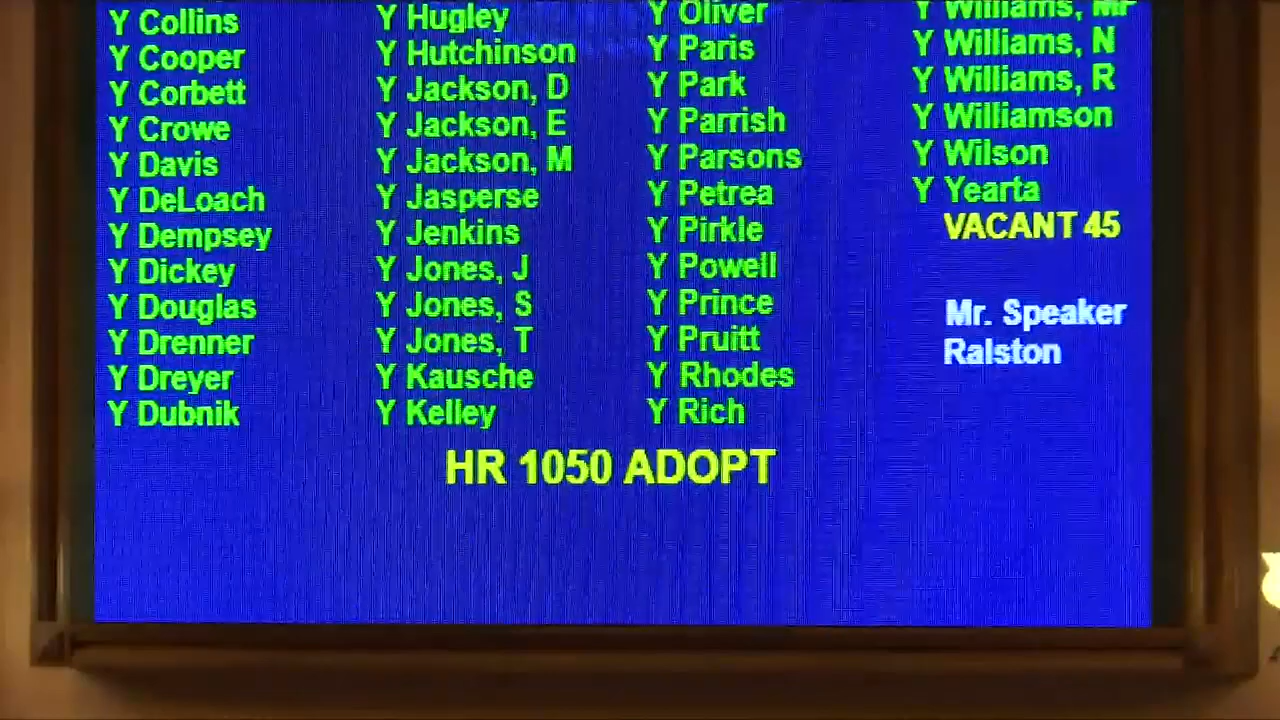 Y Collins
Y Cooper
Y Corbett
Y Crowe
Y Davis
Y DeLoach
Y Dempsey
Y Dickey
Y Douglas
Y Drenner
Y Dreyer
Y Dubnik
Y Hugley
Y Hutchinson
Y Jackson, D
Y Jackson, E
Y Jackson, M
Y Jasperse
Y Jenkins
Y Jones, J
Y Jones, S
Y Jones, T
Y Kausche
Y Kelley
Y Oliver
Y Paris
Y Park
Y Parrish
Y Parsons
Y Petrea
Y Pirkle
Y Powell
Y Prince
Y Pruitt
Y Rhodes
Y Rich
Y Williams, MF
Y Williams, N
Y Williams, R
Y Williamson
Y Wilson
Y Yearta
VACANT 45
Mr. Speaker
Ralston
HR 1050 ADOPT